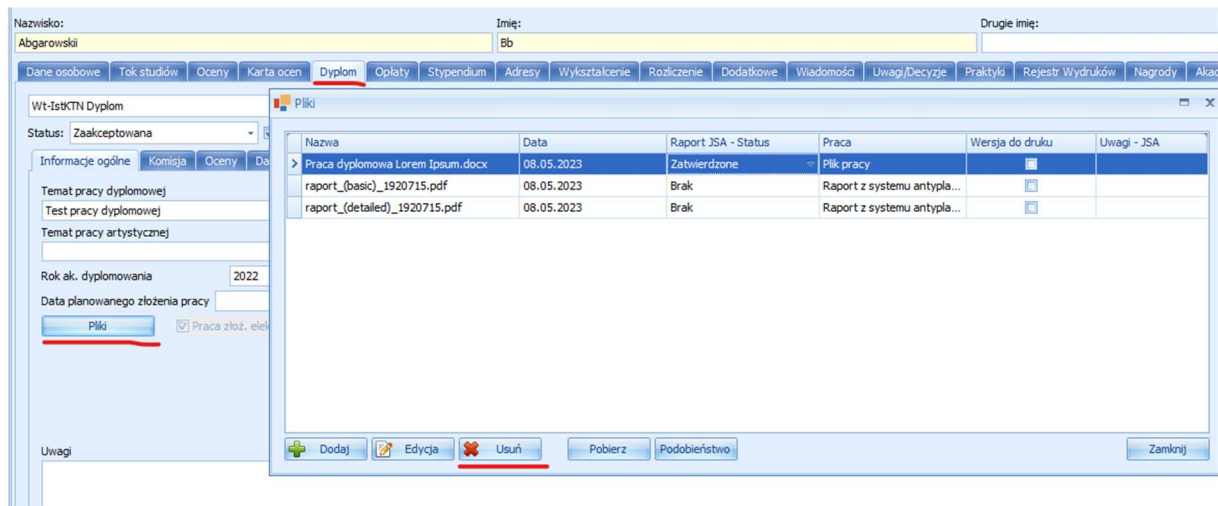 Nazwisko: Imię: Drugie imię:
Abgarowskii Bb
Dane osobowe Tok studiów Oceny Karta ocen Dyplom Opłaty Stypendium Adresy Wykształcenie Rozliczenie Dodatkowe Wiadomości Uwagi/Decyzje Praktyki Rejestr Wydruków Nagrody
Wt-IstKTN Dyplom
Status: Zaakceptowana
Informacje ogólne Komisja Oceny
Temat pracy dyplomowej
Test pracy dyplomowej
Temat pracy artystycznej
Rok ak. dyplomowania 2022
Data planowanego złożenia pracy
Pliki Praca złoż.
Uwagi
Pliki
Nazwa Data Raport JSA - Status Praca Wersja do druku Uwagi - JSA
Praca dyplomowa Lorem Ipsum.docx 08.05.2023 Zatwierdzone Plik pracy
raport_(basic)_1920715.pdf 08.05.2023 Brak Raport z systemu antypla...
raport_(detailed)_1920715.pdf 08.05.2023 Brak Raport z systemu antypla...
Dodaj Edycja Usuń Pobierz Podobieństwo Zamknij